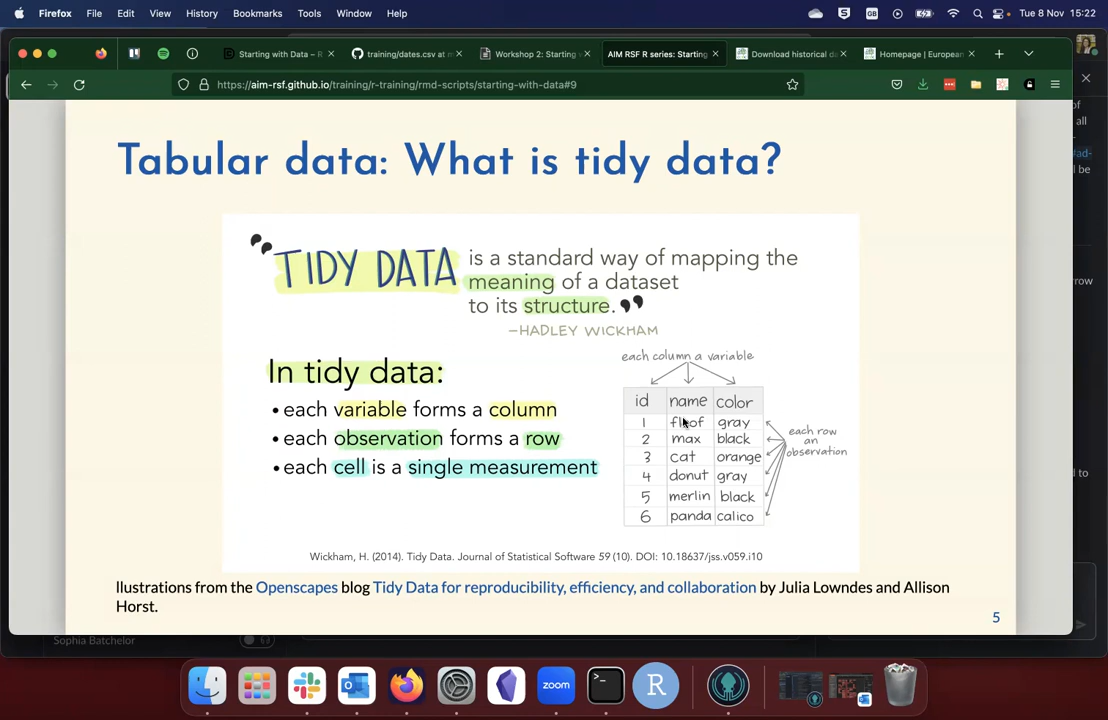 Firefox File Edit View History Bookmarks Tools Window Help Tue 8 Nov 15:22
Starting with Data – R training/dates.csv at m Workshop 2: Starting AIM RSF R series: Starting Download historical d Homepage | European
https://aim-rsf.github.io/training/r-training/rmd-scripts/starting-with-data#9
Tabular data: What is tidy data?
"TIDY DATA is a standard way of mapping the
meaning of a dataset
to its structure."
–HADLEY WICKHAM
In tidy data:
• each variable forms a column
• each observation forms a row
• each cell is a single measurement
each column a variable
id name color
1 floof gray
2 max black
3 cat orange
4 donut gray
5 merlin black
6 panda calico
each row
an
observation
Wickham, H. (2014). Tidy Data. Journal of Statistical Software 59 (10). DOI: 10.18637/jss.v059.i10
llustrations from the Openscapes blog Tidy Data for reproducibility, efficiency, and collaboration by Julia Lowndes and Allison
Horst.
5
Sophia Batchelor
of
all
#ad-
l be
row
d to
zoom
R